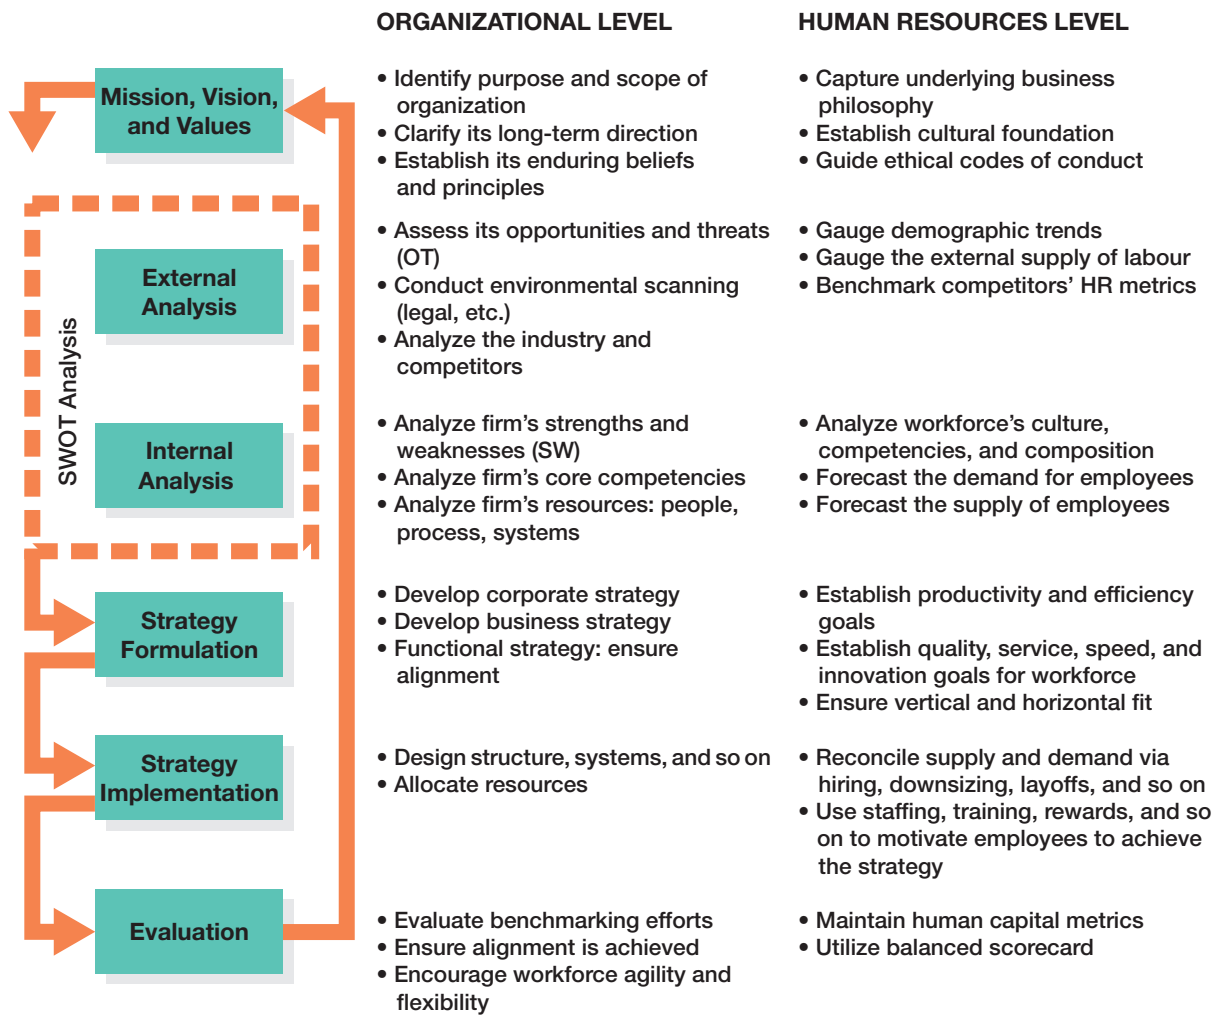 ORGANIZATIONAL LEVEL
HUMAN RESOURCES LEVEL
Mission, Vision,
and Values
• Identify purpose and scope of
organization
• Clarify its long-term direction
• Establish its enduring beliefs
and principles
• Capture underlying business
philosophy
• Establish cultural foundation
• Guide ethical codes of conduct
SWOT Analysis
External
Analysis
• Assess its opportunities and threats
(OT)
• Conduct environmental scanning
(legal, etc.)
• Analyze the industry and
competitors
• Gauge demographic trends
• Gauge the external supply of labour
• Benchmark competitors’ HR metrics
Internal
Analysis
• Analyze firm’s strengths and
weaknesses (SW)
• Analyze firm’s core competencies
• Analyze firm’s resources: people,
process, systems
• Analyze workforce’s culture,
competencies, and composition
• Forecast the demand for employees
• Forecast the supply of employees
Strategy
Formulation
• Develop corporate strategy
• Develop business strategy
• Functional strategy: ensure
alignment
• Establish productivity and efficiency
goals
• Establish quality, service, speed, and
innovation goals for workforce
• Ensure vertical and horizontal fit
Strategy
Implementation
• Design structure, systems, and so on
• Allocate resources
• Reconcile supply and demand via
hiring, downsizing, layoffs, and so on
• Use staffing, training, rewards, and so
on to motivate employees to achieve
the strategy
Evaluation
• Evaluate benchmarking efforts
• Ensure alignment is achieved
• Encourage workforce agility and
flexibility
• Maintain human capital metrics
• Utilize balanced scorecard